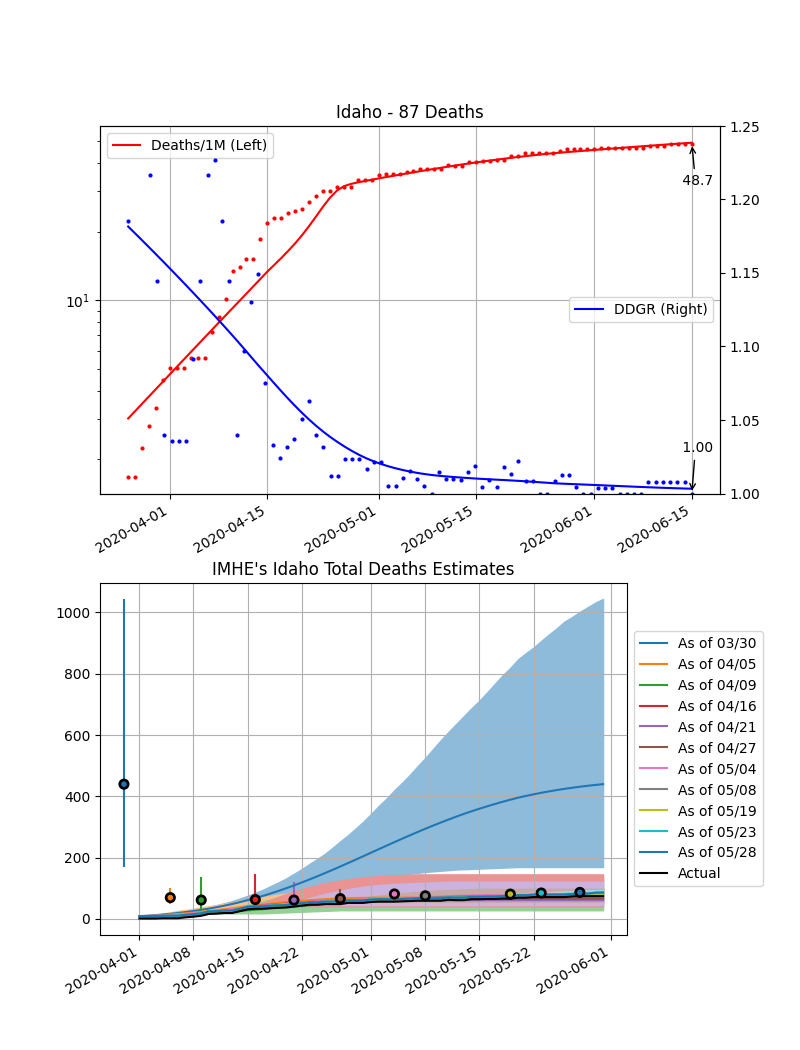 Idaho - 87 Deaths
Deaths/1M (Left)
1.25
1.20
1.15
1.10
1.05
1.00
48.7
DDGR (Right)
1.00
10^1
2020-04-01
2020-04-15
2020-05-01
2020-05-15
2020-06-01
2020-06-15
IMHE's Idaho Total Deaths Estimates
1000
800
600
400
200
0
As of 03/30
As of 04/05
As of 04/09
As of 04/16
As of 04/21
As of 04/27
As of 05/04
As of 05/08
As of 05/19
As of 05/23
As of 05/28
Actual
2020-04-01
2020-04-08
2020-04-15
2020-04-22
2020-05-01
2020-05-08
2020-05-15
2020-05-22
2020-06-01